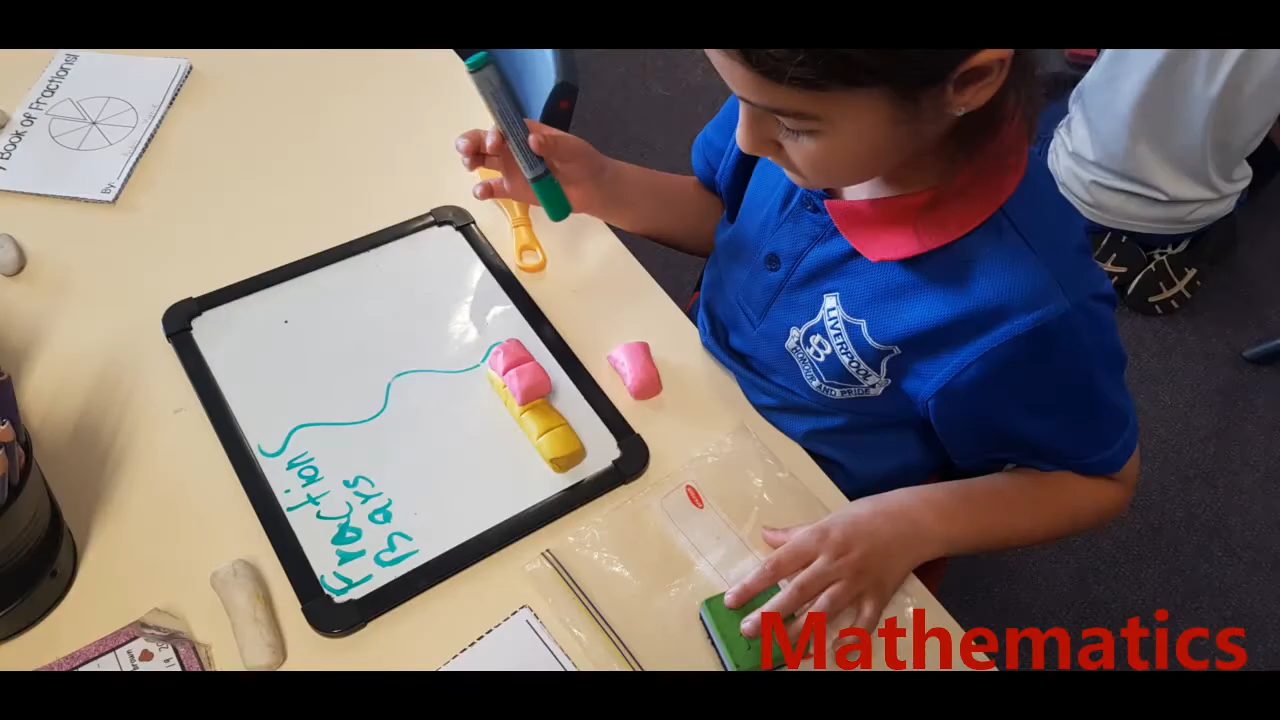 Book Of Fractions!
By:
Fraction
Bars
LIVERPOOL
HONOUR AND PRIDE
Mathematics